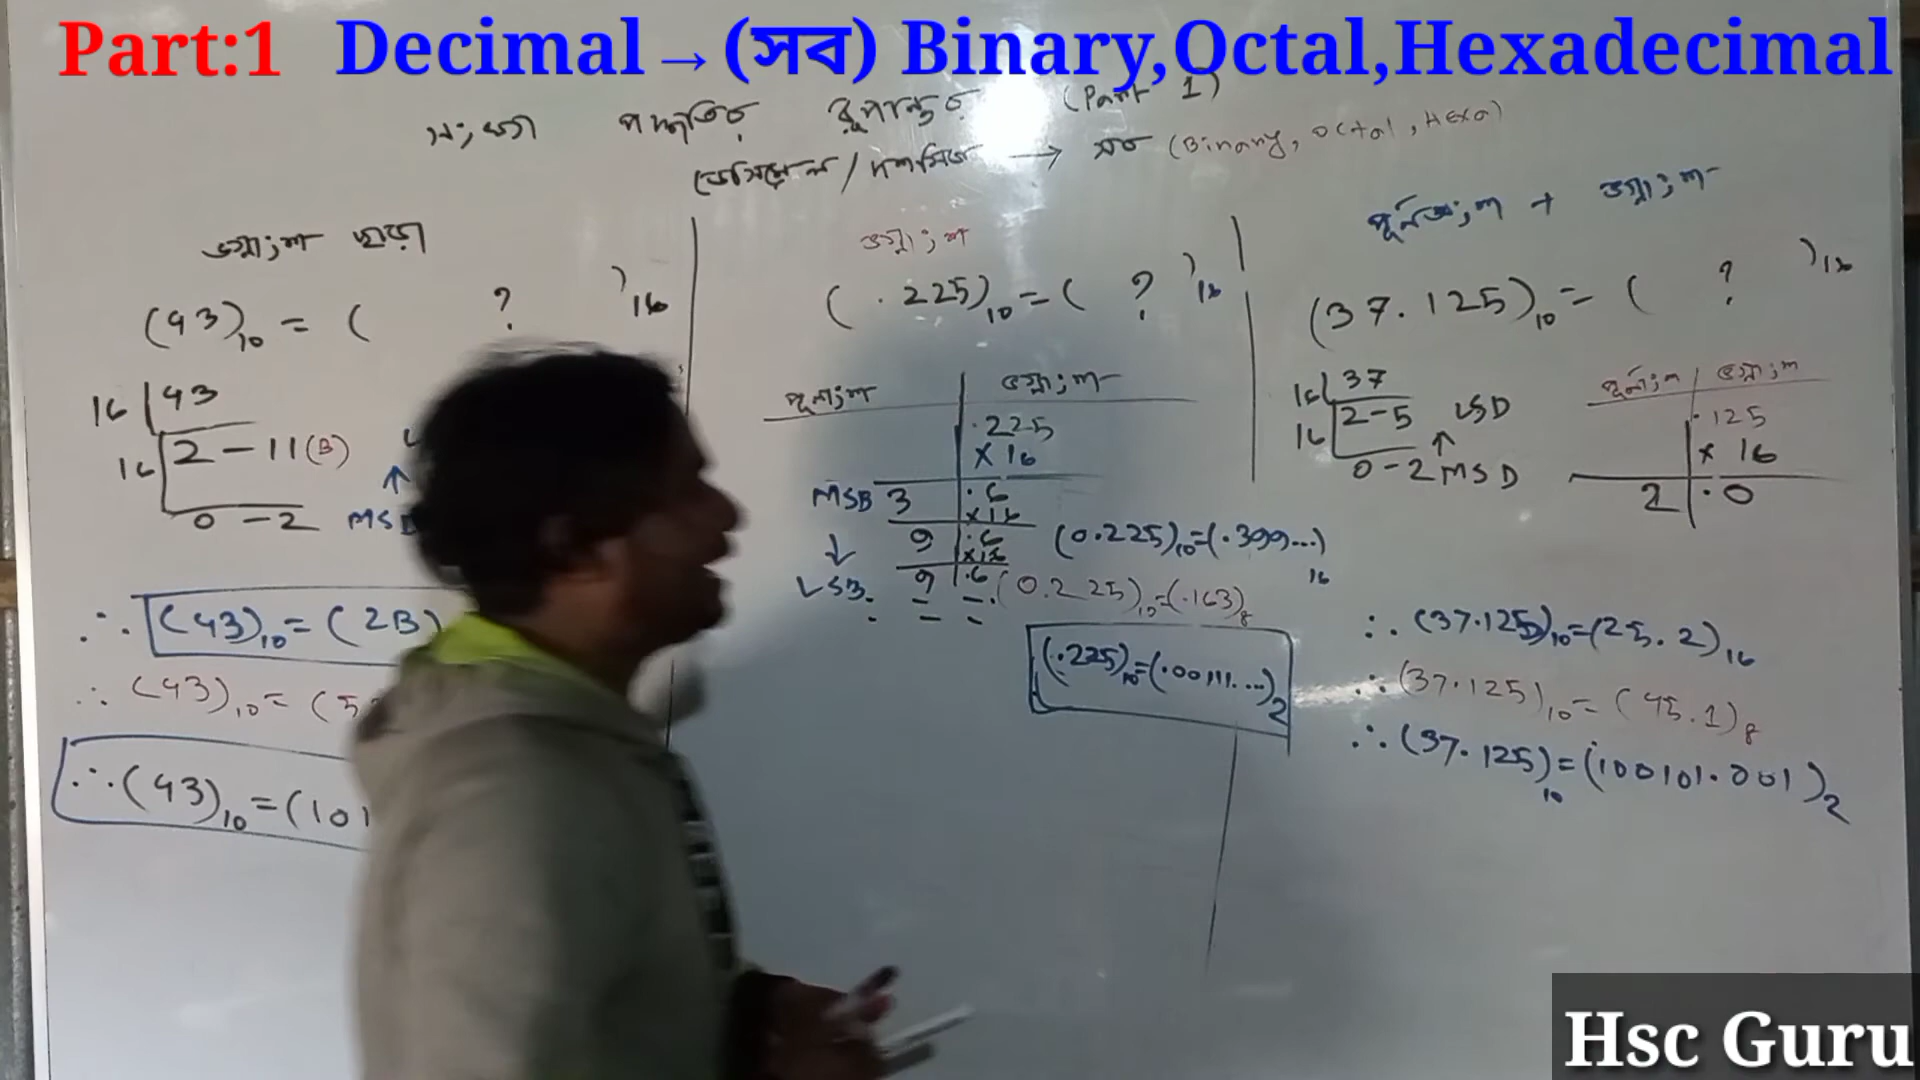 Part:1 Decimal→(সব) Binary,Octal,Hexadecimal
সংখ্যা পদ্ধতির রূপান্তর (Part 1)
ডেসিমেল/দশমিক → সব (Binary, Octal, Hexa)
ভগ্নাংশ ছাড়া
(43)₁₀ = ( ? )₁₆
16 43
16 2 - 11(B)
↑
0 - 2 MSD
∴ (43)₁₀ = (2B)
∴ (43)₁₀ = (5
∴ (43)₁₀ = (101
ভগ্নাংশ
(.225)₁₀ = ( ? )₁₆
পূর্নাংশ ভগ্নাংশ
.225
× 16
MSB 3 .6
×16
↓ 9 .6
×16
LSB 9 .6
(0.225)₁₀=(.399...)₁₆
(0.225)₁₀=(.163)₈
(.225)₁₀=(.00111...)₂
পূর্নঅংশ + ভগ্নাংশ
(37.125)₁₀ = ( ? )₁₆
16 37
16 2-5 LSD
↑
0-2 MSD
পূর্নাংশ ভগ্নাংশ
.125
× 16
2 .0
∴ (37.125)₁₀=(25.2)₁₆
∴ (37.125)₁₀= (45.1)₈
∴ (37.125)₁₀=(100101.001)₂
Hsc Guru